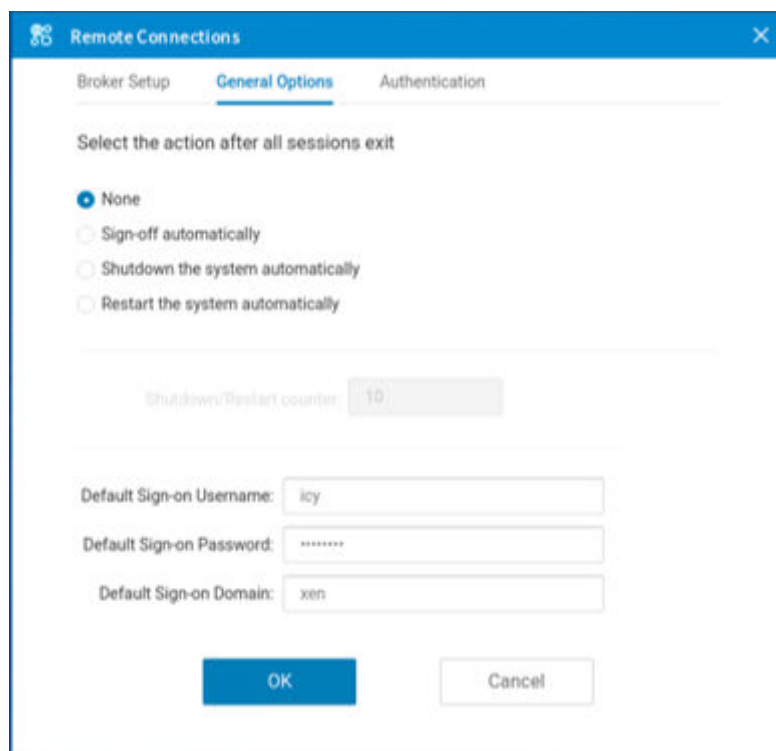 Remote Connections
Broker Setup General Options Authentication
Select the action after all sessions exit
None
Sign-off automatically
Shutdown the system automatically
Restart the system automatically
Shutdown/Restart counter: 10
Default Sign-on Username: icy
Default Sign-on Password: ········
Default Sign-on Domain: xen
OK Cancel